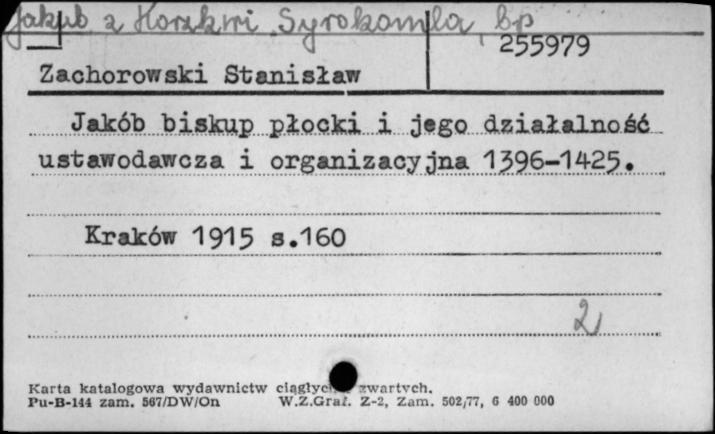 Jakub z Korzkwi Syrokomla, bp
255979
Zachorowski Stanisław
Jakób biskup płocki i jego działalność
ustawodawcza i organizacyjna 1396-1425.
Kraków 1915 s.160
2
Karta katalogowa wydawnictw ciągłych zwartych.
Pu-B-144 zam. 567/DW/On W.Z.Graf. Z-2, Zam. 502/77, 6 400 000